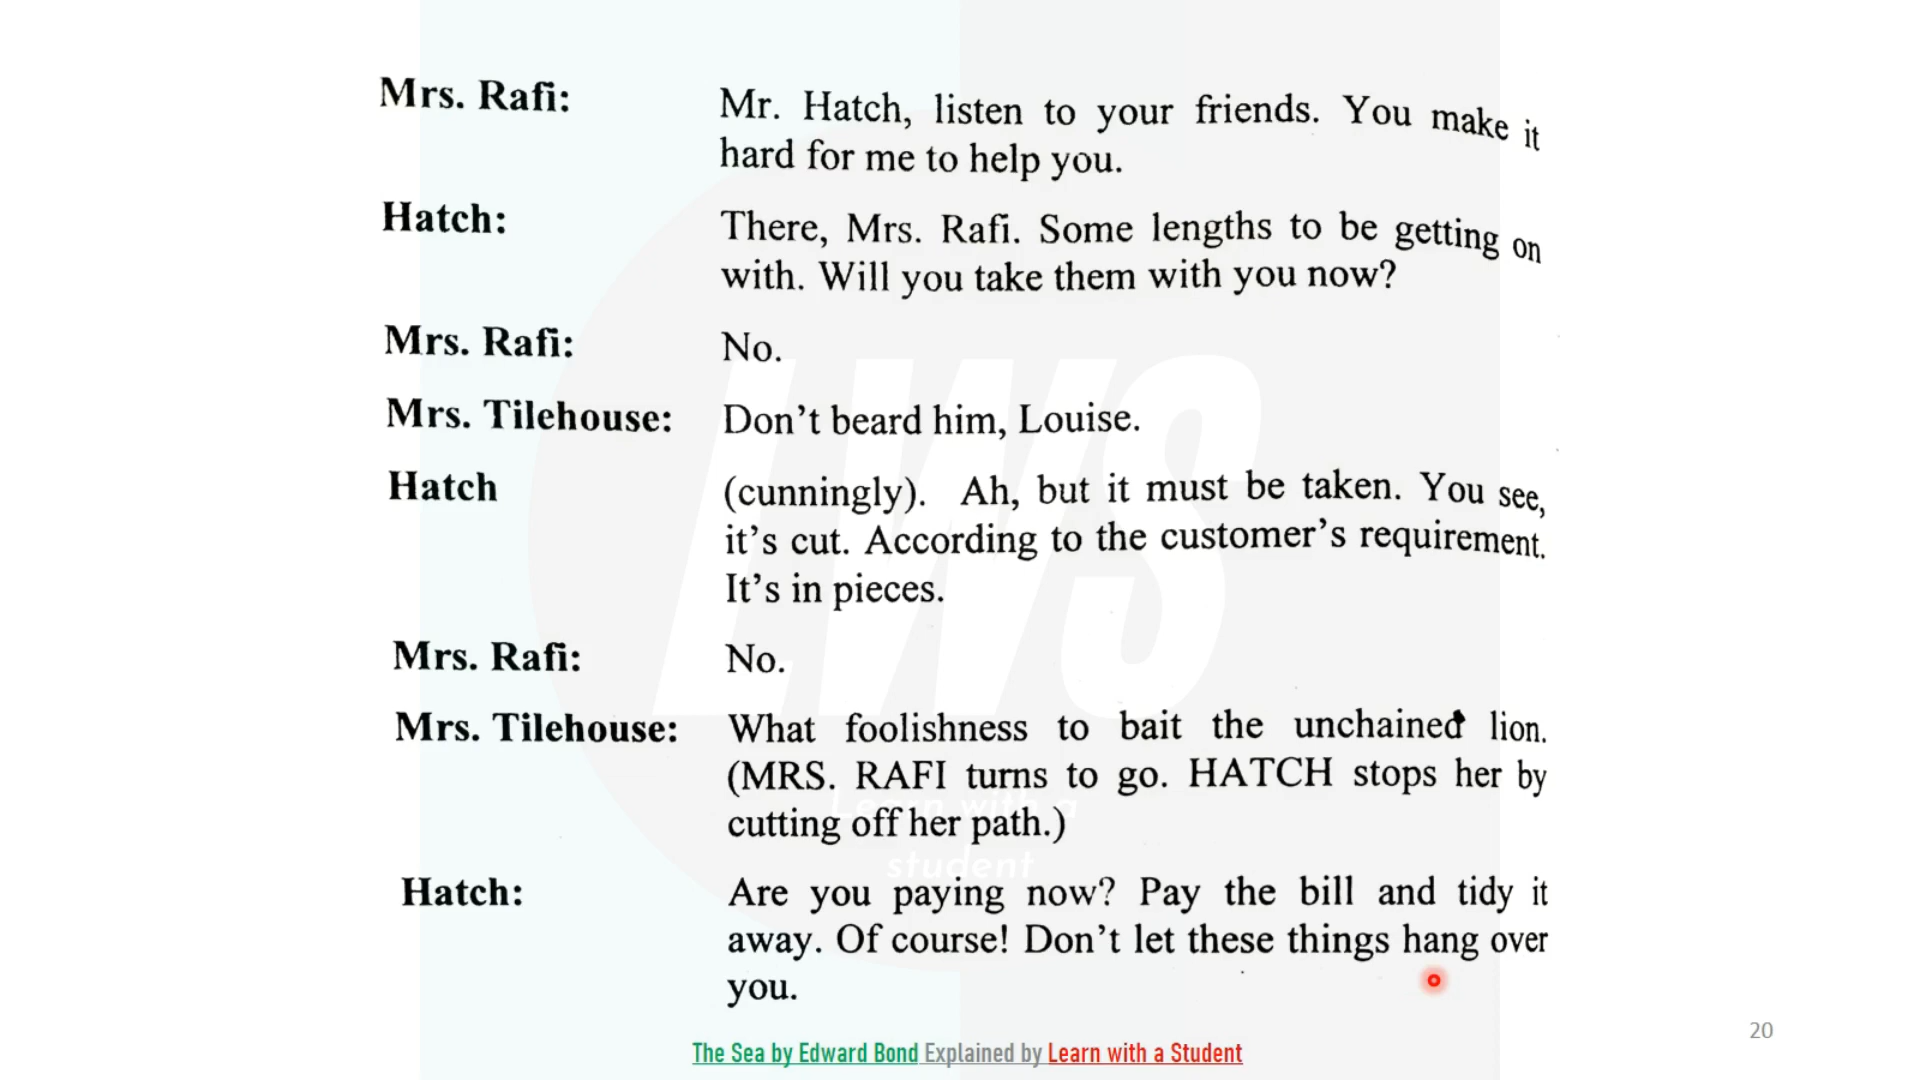 Mrs. Rafi: Mr. Hatch, listen to your friends. You make it
hard for me to help you.
Hatch: There, Mrs. Rafi. Some lengths to be getting on
with. Will you take them with you now?
Mrs. Rafi: No.
Mrs. Tilehouse: Don't beard him, Louise.
Hatch (cunningly). Ah, but it must be taken. You see,
it's cut. According to the customer's requirement.
It's in pieces.
Mrs. Rafi: No.
Mrs. Tilehouse: What foolishness to bait the unchained lion.
(MRS. RAFI turns to go. HATCH stops her by
cutting off her path.)
Hatch: Are you paying now? Pay the bill and tidy it
away. Of course! Don't let these things hang over
you.
LWS
Learn with a
student
The Sea by Edward Bond Explained by Learn with a Student
20